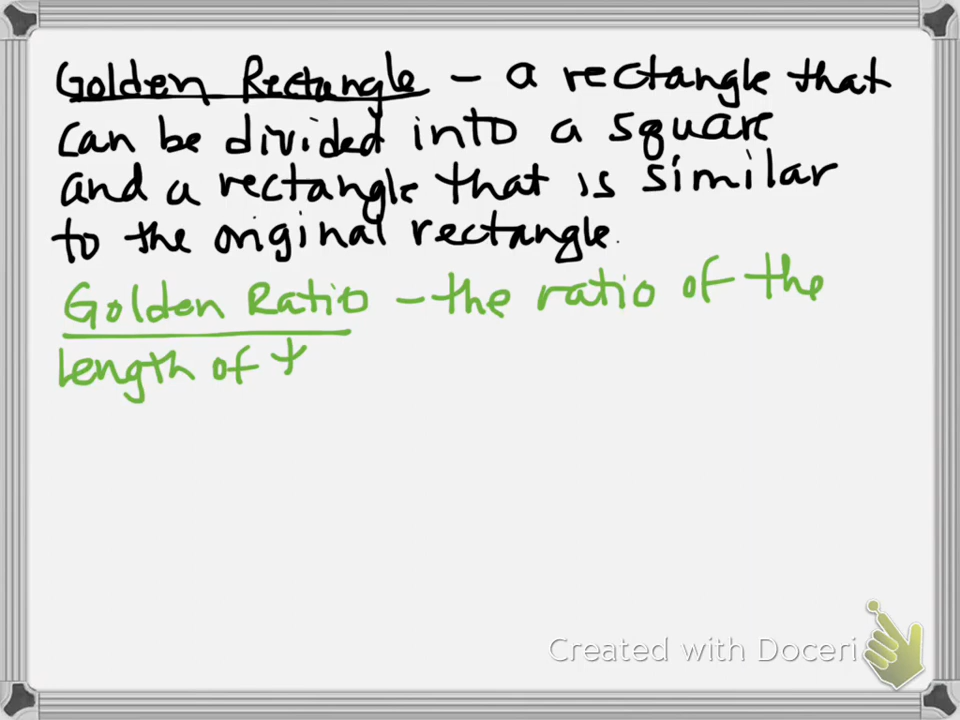 Golden Rectangle - a rectangle that
can be divided into a square
and a rectangle that is similar
to the original rectangle.
Golden Ratio - the ratio of the
length of t
Created with Doceri